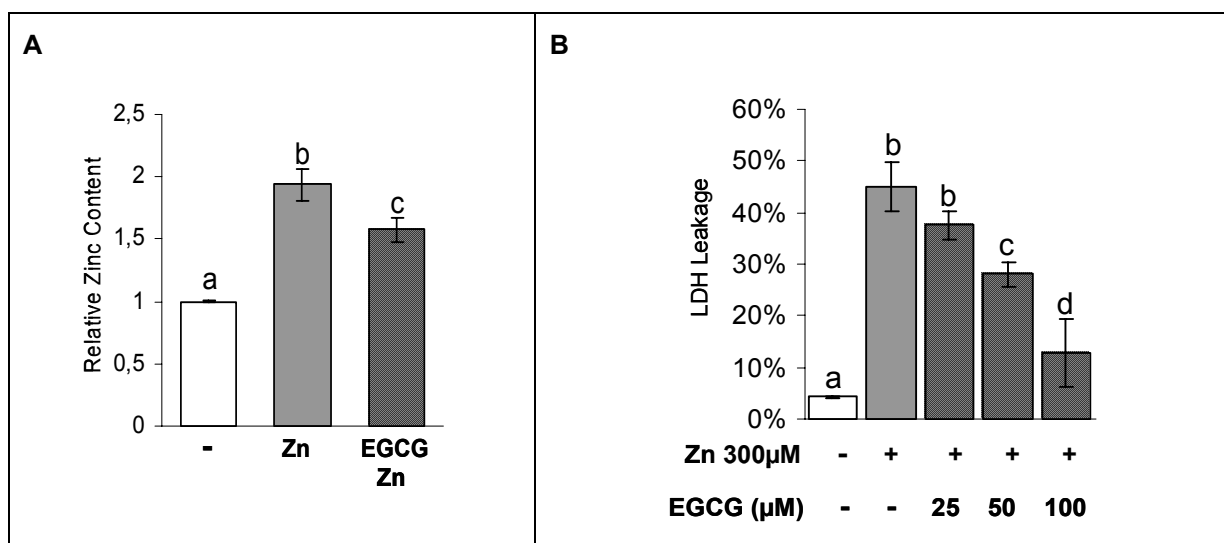 A
Relative Zinc Content
2,5
2
1,5
1
0,5
0
a
b
c
- Zn EGCG
Zn
B
LDH Leakage
60%
50%
40%
30%
20%
10%
0%
a
b
b
c
d
Zn 300µM - + + + +
EGCG (µM) - - 25 50 100